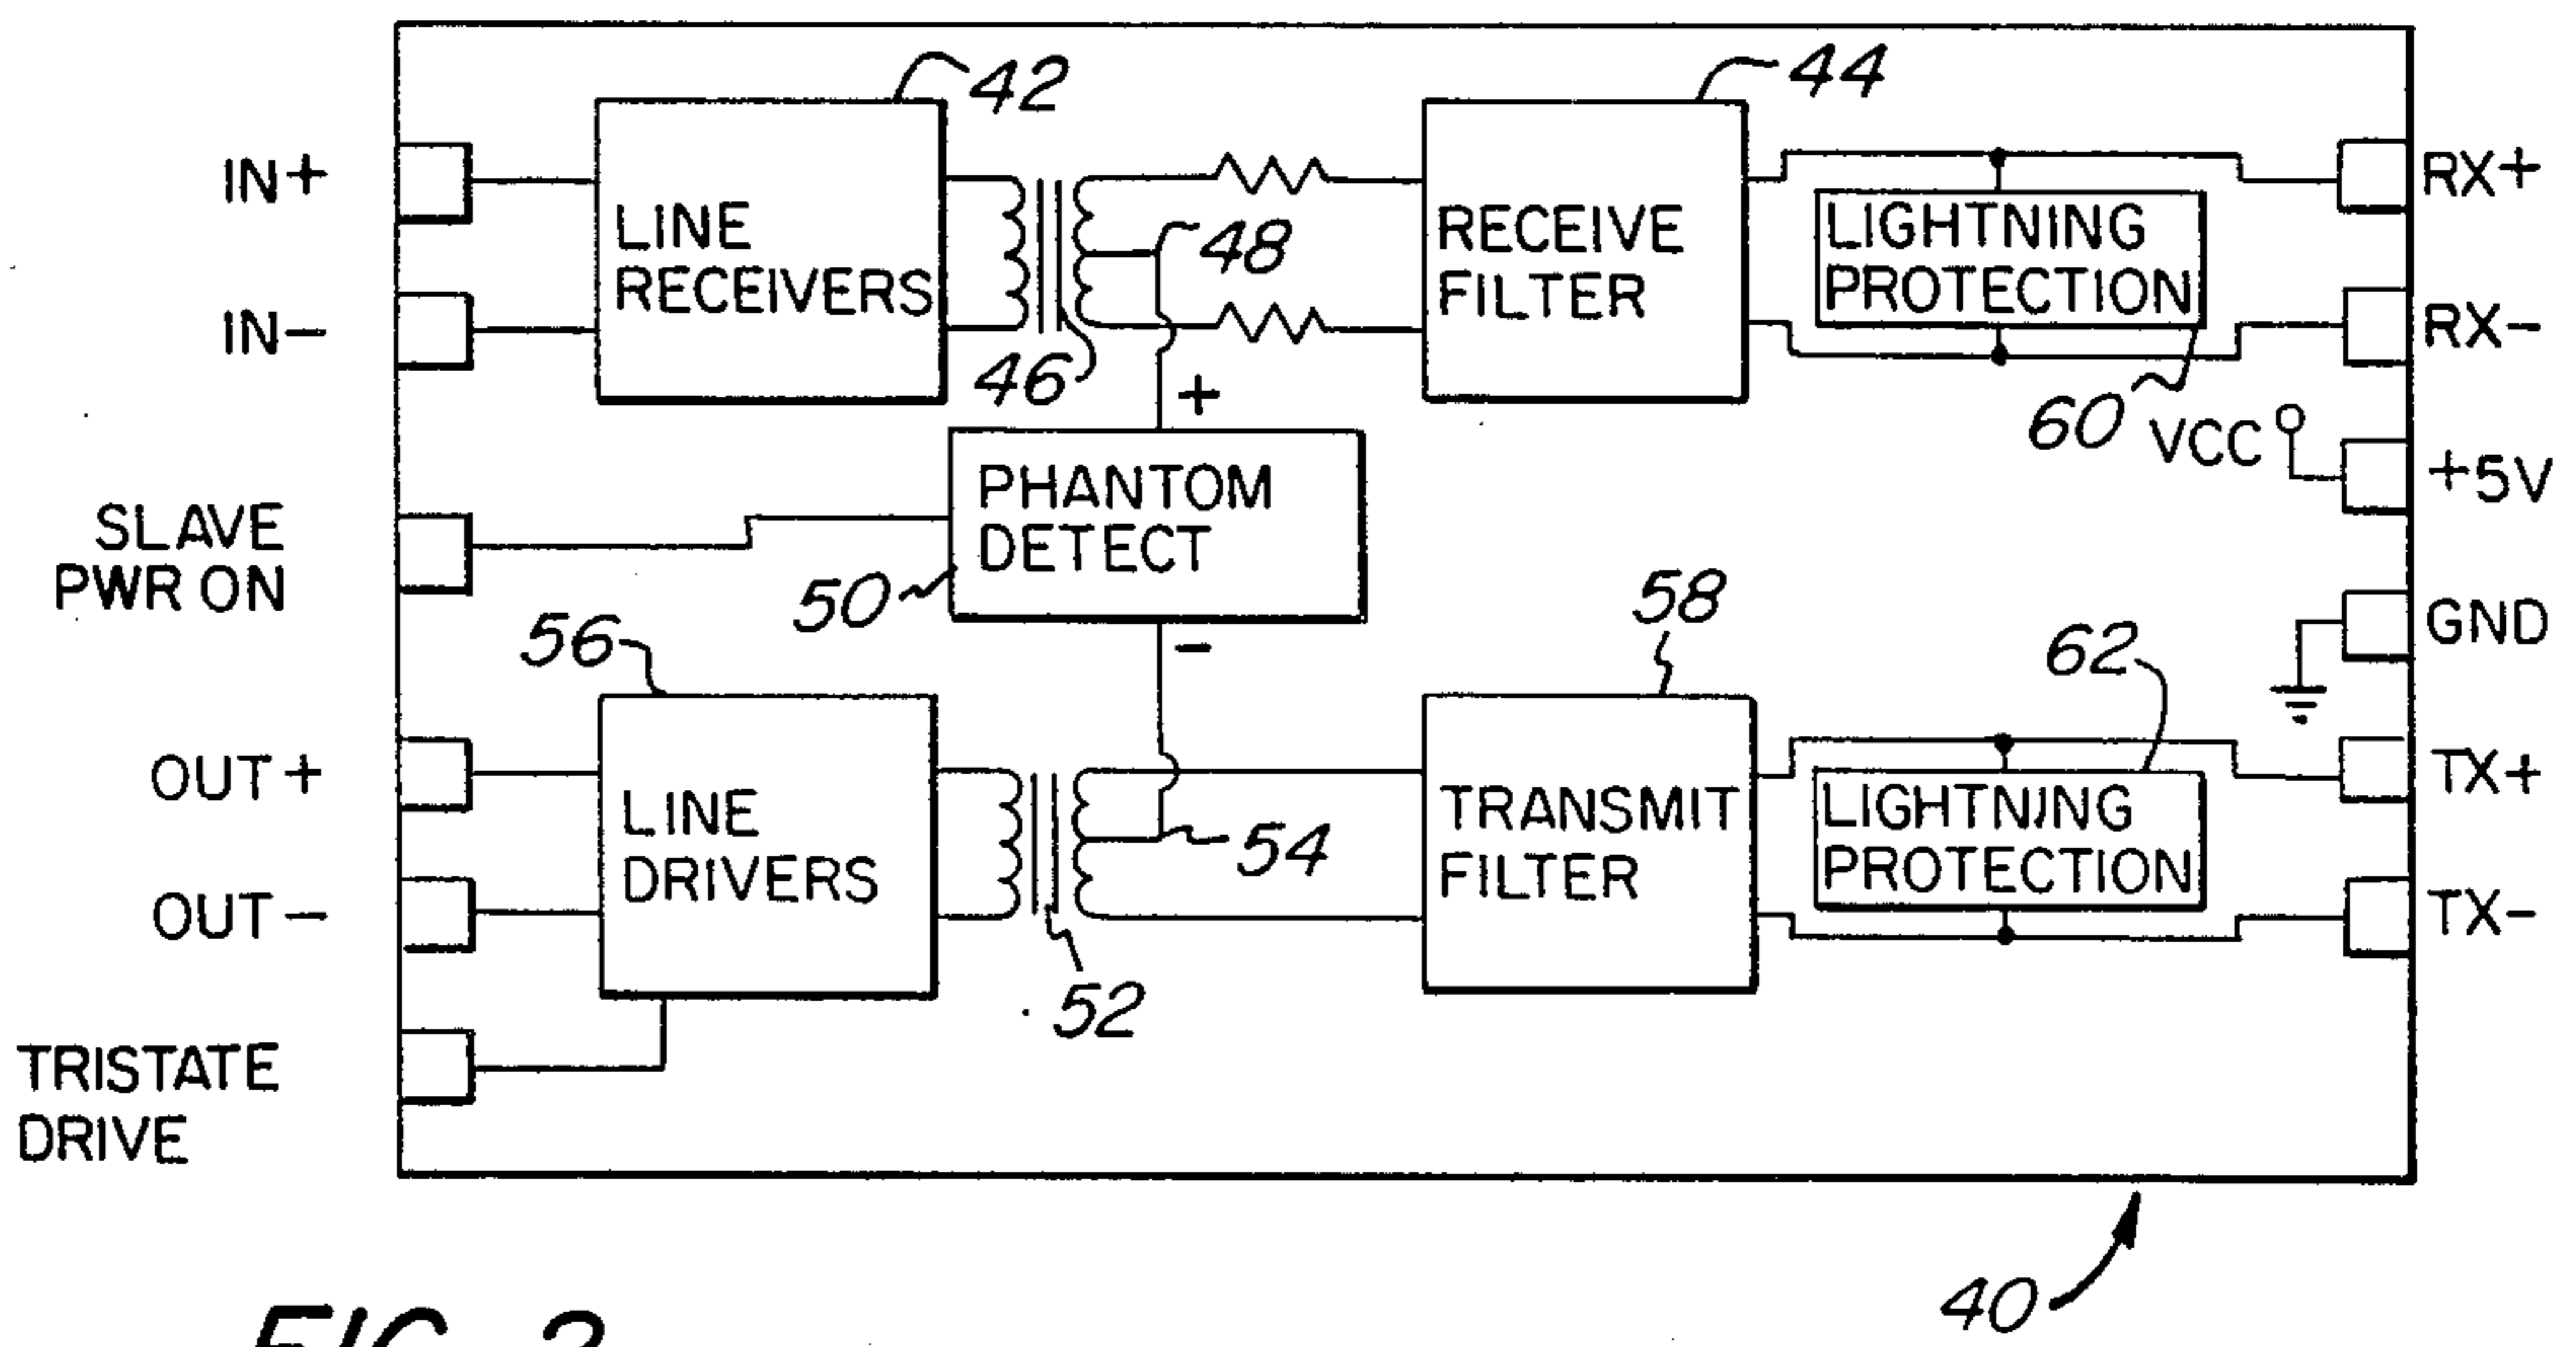 42
44
IN+
LINE
RECEIVERS
48
RECEIVE
FILTER
LIGHTNING
PROTECTION
RX+
IN-
46
RX-
+
60
VCC
+5V
SLAVE
PWR ON
PHANTOM
DETECT
50
-
58
GND
56
62
OUT+
LINE
DRIVERS
54
TRANSMIT
FILTER
LIGHTNING
PROTECTION
TX+
OUT-
TX-
52
TRISTATE
DRIVE
40